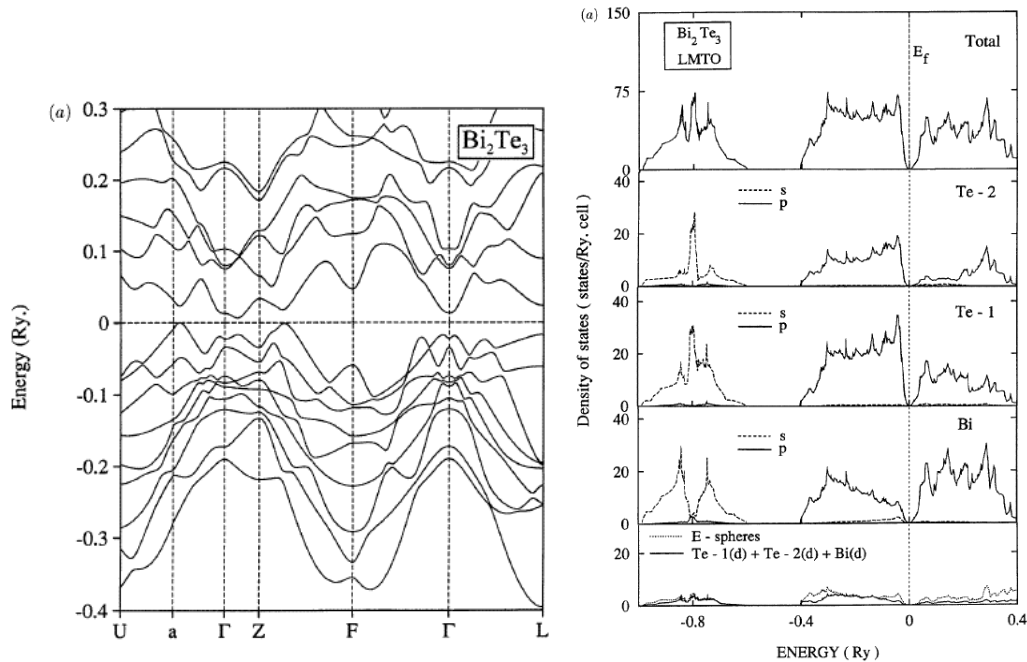 (a)
Bi₂Te₃
Energy (Ry.)
0.3
0.2
0.1
0
-0.1
-0.2
-0.3
-0.4
U a Γ Z F Γ L
(a)
Bi₂Te₃
LMTO
E_f
Total
150
75
0
s
p
Te - 2
40
20
0
s
p
Te - 1
40
20
0
s
p
Bi
40
20
0
E - spheres
Te - 1(d) + Te - 2(d) + Bi(d)
20
0
Density of states ( states/Ry. cell )
-0.8 -0.4 0 0.4
ENERGY ( Ry )